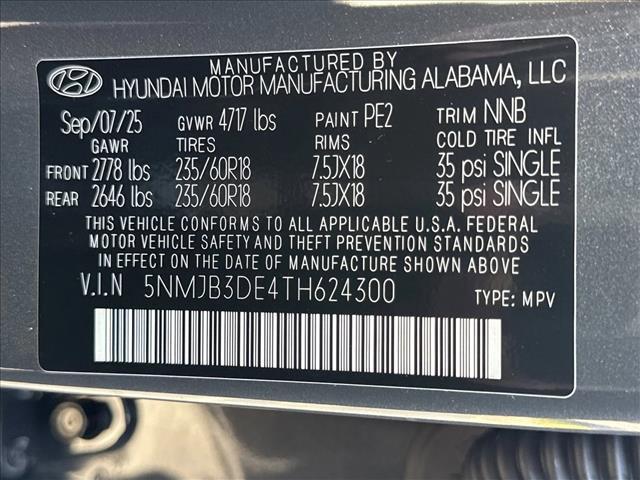 MANUFACTURED BY
HYUNDAI MOTOR MANUFACTURING ALABAMA, LLC
Sep/07/25 GVWR 4717 lbs PAINT PE2 TRIM NNB
GAWR TIRES RIMS COLD TIRE INFL
FRONT 2778 lbs 235/60R18 7.5JX18 35 psi SINGLE
REAR 2646 lbs 235/60R18 7.5JX18 35 psi SINGLE
THIS VEHICLE CONFORMS TO ALL APPLICABLE U.S.A. FEDERAL
MOTOR VEHICLE SAFETY AND THEFT PREVENTION STANDARDS
IN EFFECT ON THE DATE OF MANUFACTURE SHOWN ABOVE
V.I.N 5NMJB3DE4TH624300 TYPE: MPV